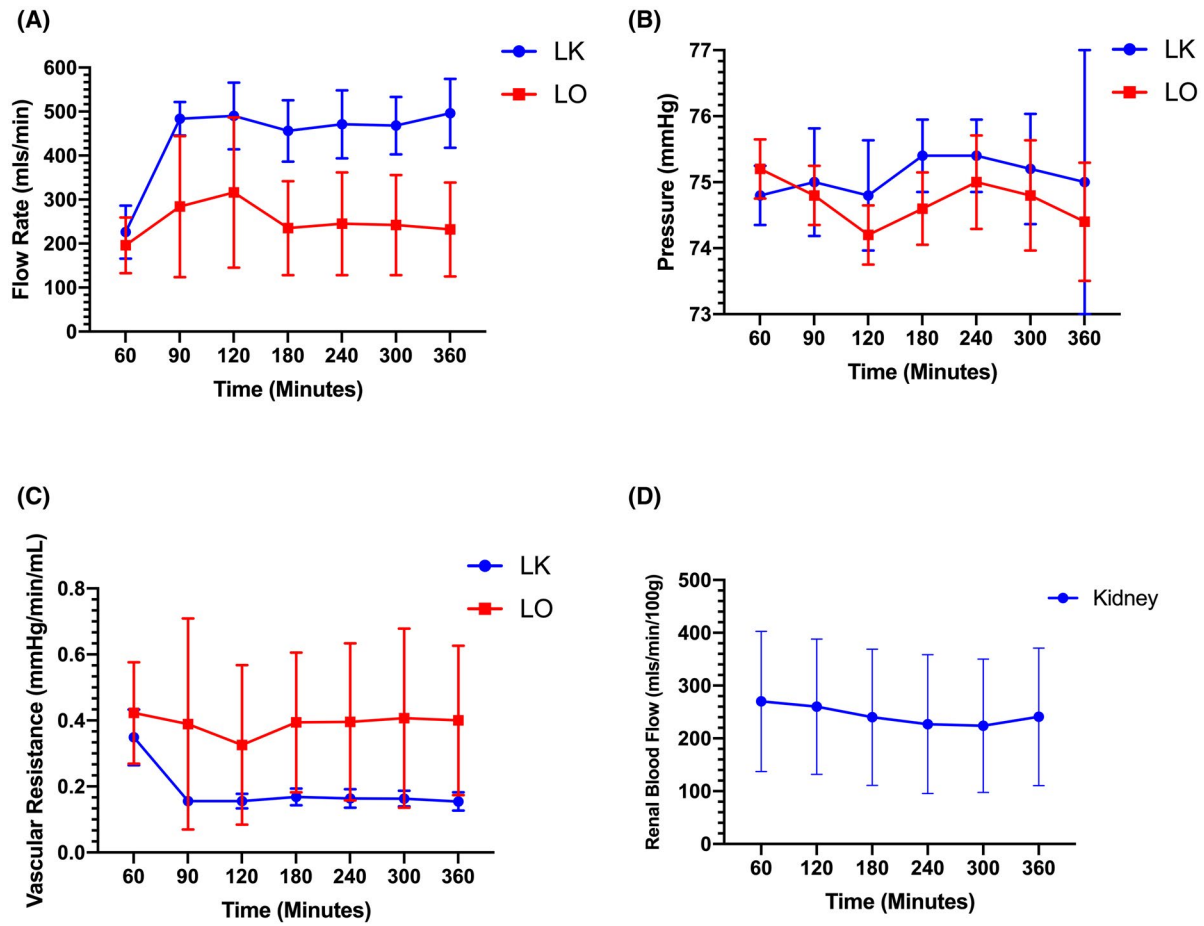 (A)
LK
LO
Flow Rate (mls/min)
600
500
400
300
200
100
0
60 90 120 180 240 300 360
Time (Minutes)
(B)
LK
LO
Pressure (mmHg)
77
76
75
74
73
60 90 120 180 240 300 360
Time (Minutes)
(C)
LK
LO
Vascular Resistance (mmHg/min/mL)
0.8
0.6
0.4
0.2
0.0
60 90 120 180 240 300 360
Time (Minutes)
(D)
Kidney
Renal Blood Flow (mls/min/100g)
500
400
300
200
100
0
60 120 180 240 300 360
Time (Minutes)